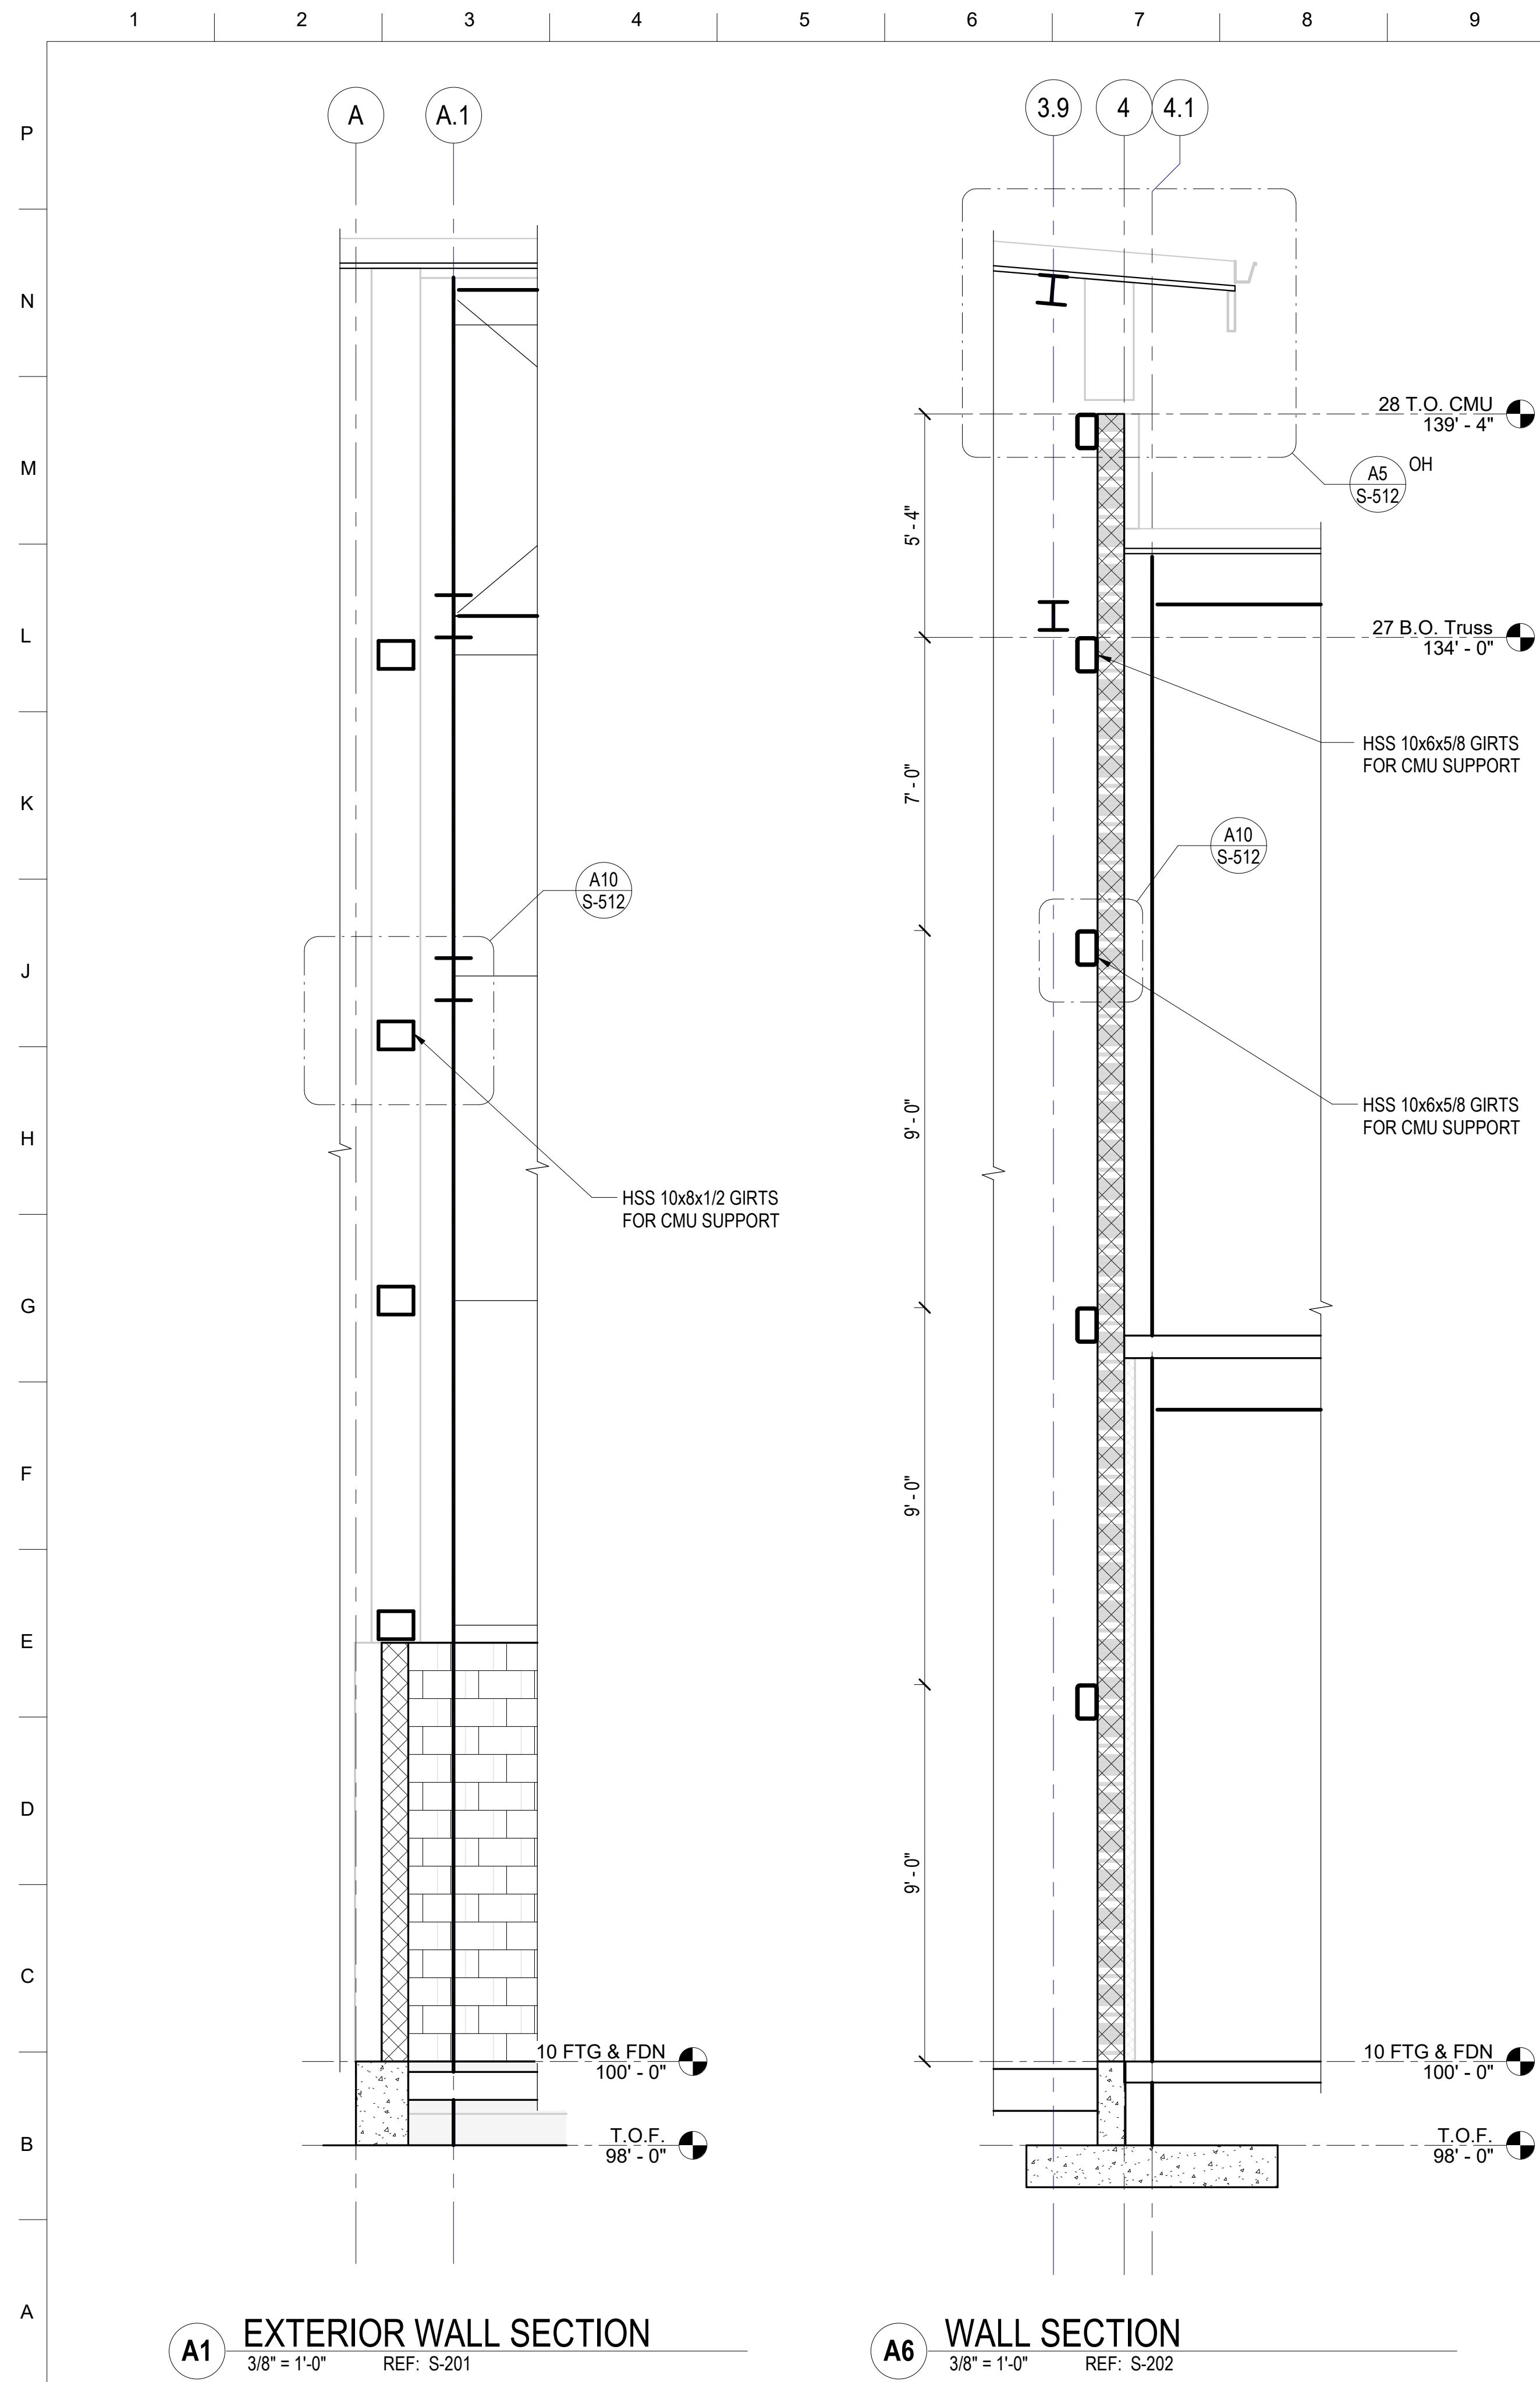 1 2 3 4 5 6 7 8 9
P
N
M
L
K
J
H
G
F
E
D
C
B
A
A A.1
A10
S-512
HSS 10x8x1/2 GIRTS
FOR CMU SUPPORT
10 FTG & FDN
100' - 0"
T.O.F.
98' - 0"
A1 EXTERIOR WALL SECTION
3/8" = 1'-0" REF: S-201
3.9 4 4.1
28 T.O. CMU
139' - 4"
A5 OH
S-512
5' - 4"
27 B.O. Truss
134' - 0"
HSS 10x6x5/8 GIRTS
FOR CMU SUPPORT
7' - 0"
A10
S-512
HSS 10x6x5/8 GIRTS
FOR CMU SUPPORT
9' - 0"
9' - 0"
9' - 0"
10 FTG & FDN
100' - 0"
T.O.F.
98' - 0"
A6 WALL SECTION
3/8" = 1'-0" REF: S-202